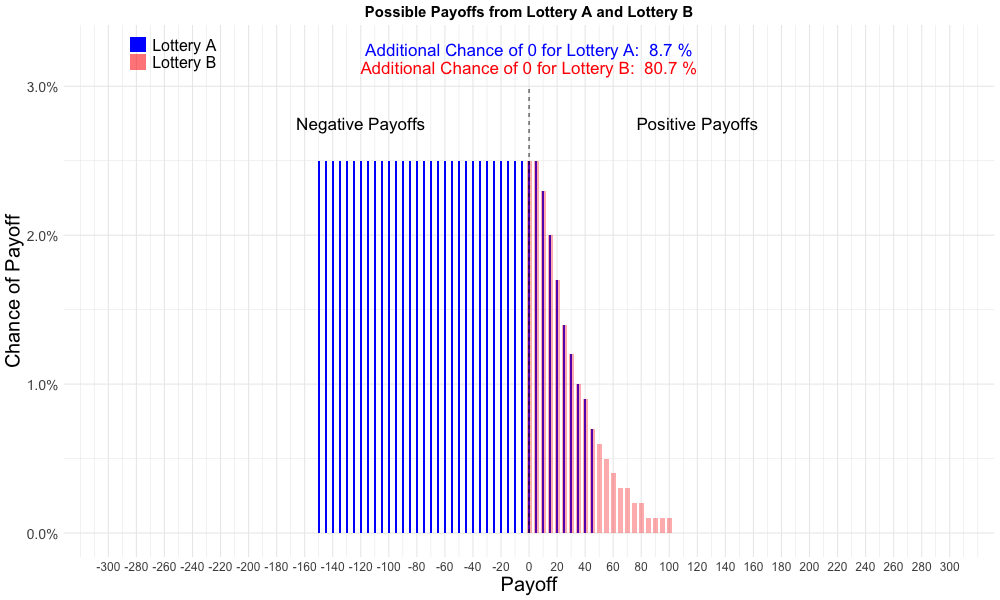 Possible Payoffs from Lottery A and Lottery B
Lottery A
Lottery B
Additional Chance of 0 for Lottery A:  8.7 %
Additional Chance of 0 for Lottery B:  80.7 %
Negative Payoffs
Positive Payoffs
Chance of Payoff
3.0%
2.0%
1.0%
0.0%
-300 -280 -260 -240 -220 -200 -180 -160 -140 -120 -100 -80 -60 -40 -20 0 20 40 60 80 100 120 140 160 180 200 220 240 260 280 300
Payoff